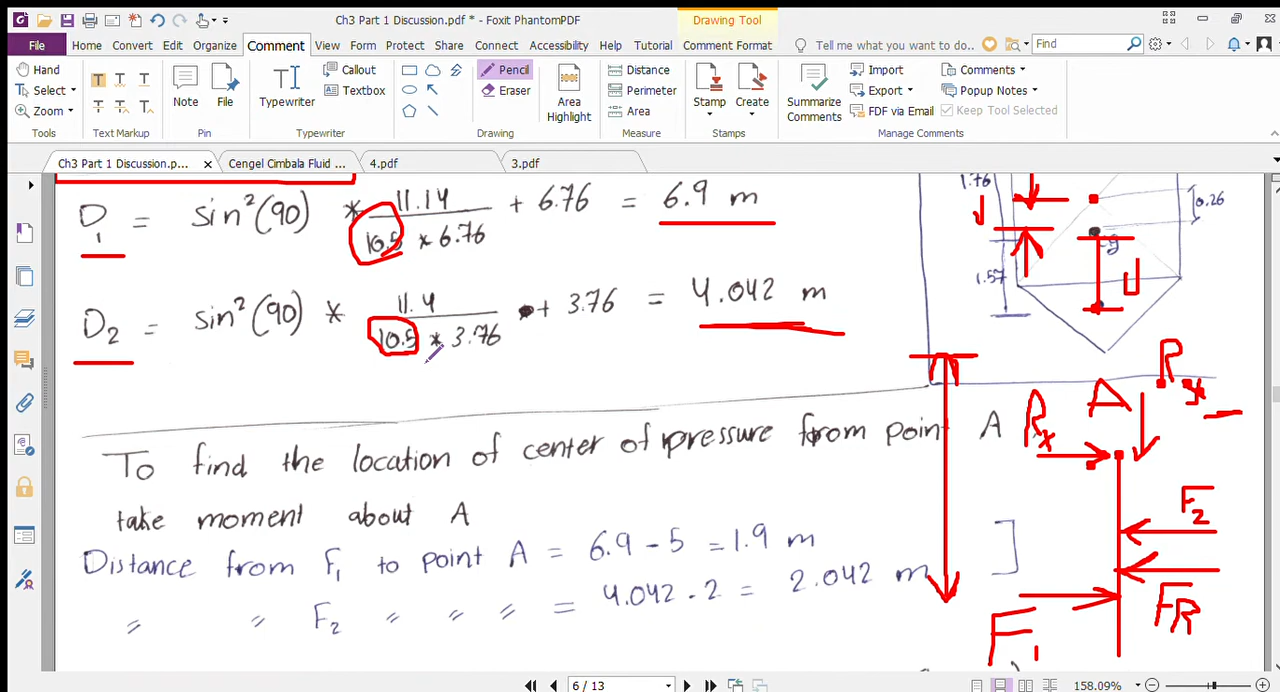 Ch3 Part 1 Discussion.pdf * - Foxit PhantomPDF
Drawing Tool
File Home Convert Edit Organize Comment View Form Protect Share Connect Accessibility Help Tutorial Comment Format Tell me what you want to do.. Find
Hand
Select
Zoom
Tools
Text Markup
Note
File
Pin
Typewriter
Callout
Textbox
Typewriter
Pencil
Eraser
Drawing
Area Highlight
Distance
Perimeter
Area
Measure
Stamp
Create
Stamps
Summarize Comments
Import
Export
FDF via Email
Comments
Popup Notes
Keep Tool Selected
Manage Comments
Ch3 Part 1 Discussion.p... × Cengel Cimbala Fluid ... 4.pdf 3.pdf
D1 = sin²(90) * 11.14 / 10.5 * 6.76 + 6.76 = 6.9 m
D2 = sin²(90) * 11.4 / 10.5 * 3.76 + 3.76 = 4.042 m
1.76
0.26
cg
1.57
To find the location of center of pressure from point A
take moment about A
Distance from F1 to point A = 6.9 - 5 = 1.9 m
〃 〃 F2 〃 〃 〃 = 4.042 - 2 = 2.042 m
A
Rx
F2
FR
F1
6 / 13
158.09%